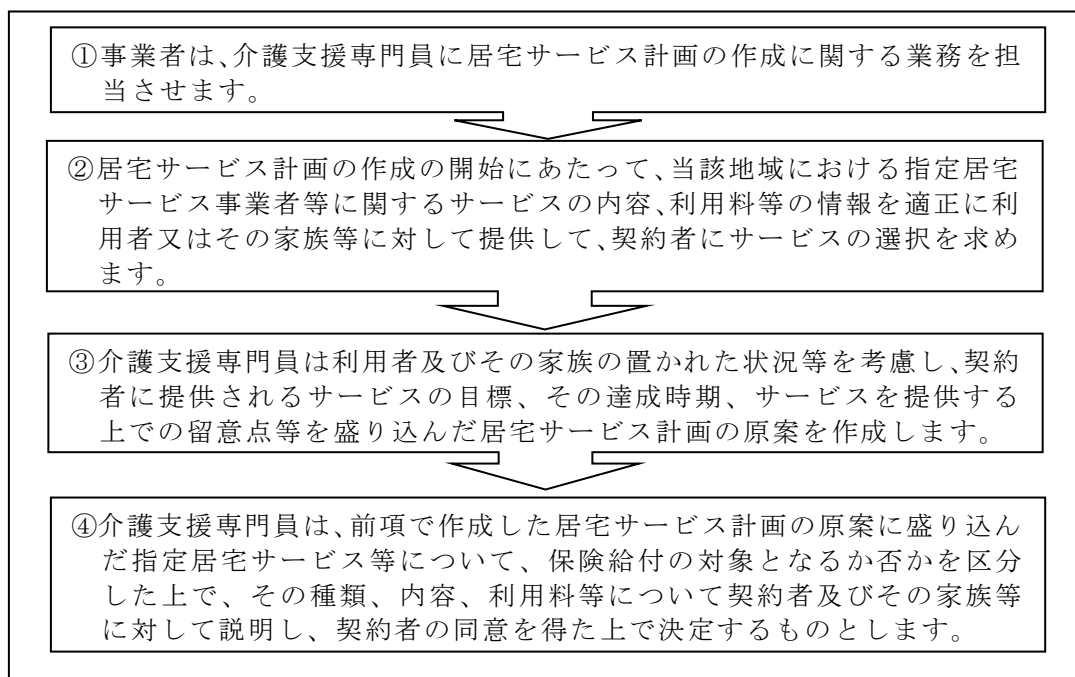 ①事業者は、介護支援専門員に居宅サービス計画の作成に関する業務を担
当させます。
②居宅サービス計画の作成の開始にあたって、当該地域における指定居宅
サービス事業者等に関するサービスの内容、利用料等の情報を適正に利
用者又はその家族等に対して提供して、契約者にサービスの選択を求め
ます。
③介護支援専門員は利用者及びその家族の置かれた状況等を考慮し、契約
者に提供されるサービスの目標、その達成時期、サービスを提供する
上での留意点等を盛り込んだ居宅サービス計画の原案を作成します。
④介護支援専門員は、前項で作成した居宅サービス計画の原案に盛り込ん
だ指定居宅サービス等について、保険給付の対象となるか否かを区分
した上で、その種類、内容、利用料等について契約者及びその家族等
に対して説明し、契約者の同意を得た上で決定するものとします。